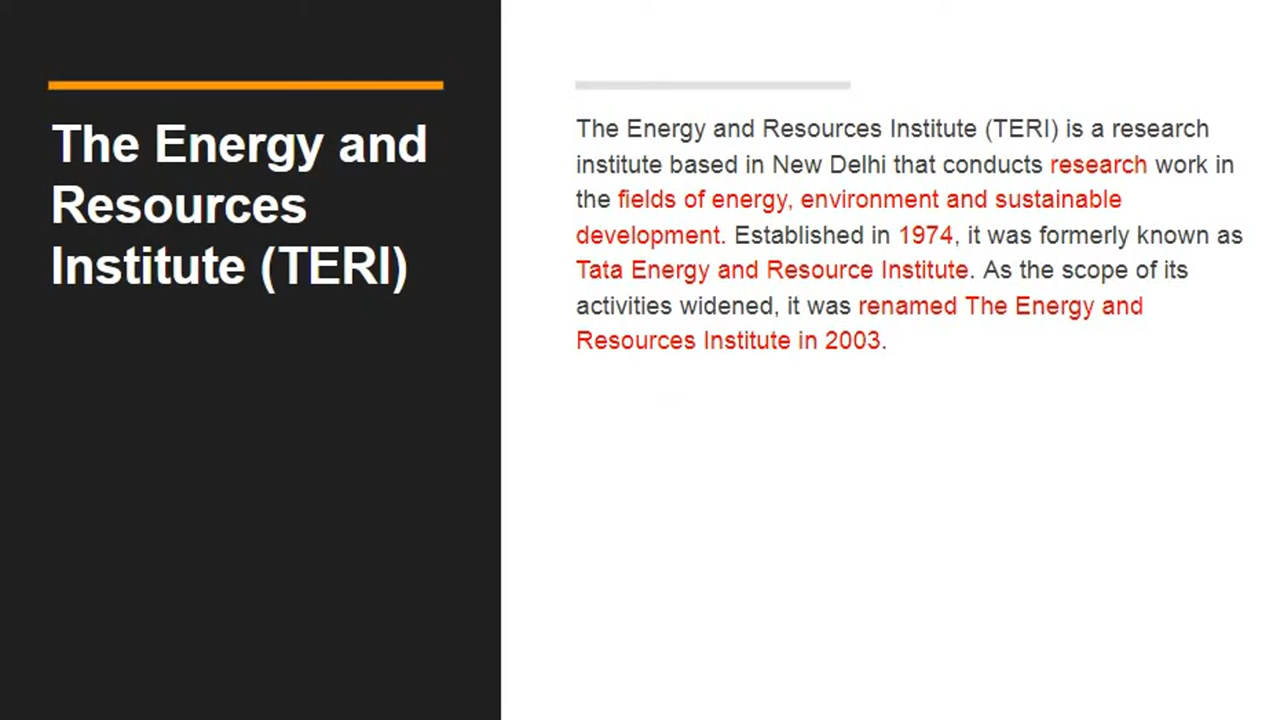 The Energy and
Resources
Institute (TERI)
The Energy and Resources Institute (TERI) is a research
institute based in New Delhi that conducts research work in
the fields of energy, environment and sustainable
development. Established in 1974, it was formerly known as
Tata Energy and Resource Institute. As the scope of its
activities widened, it was renamed The Energy and
Resources Institute in 2003.